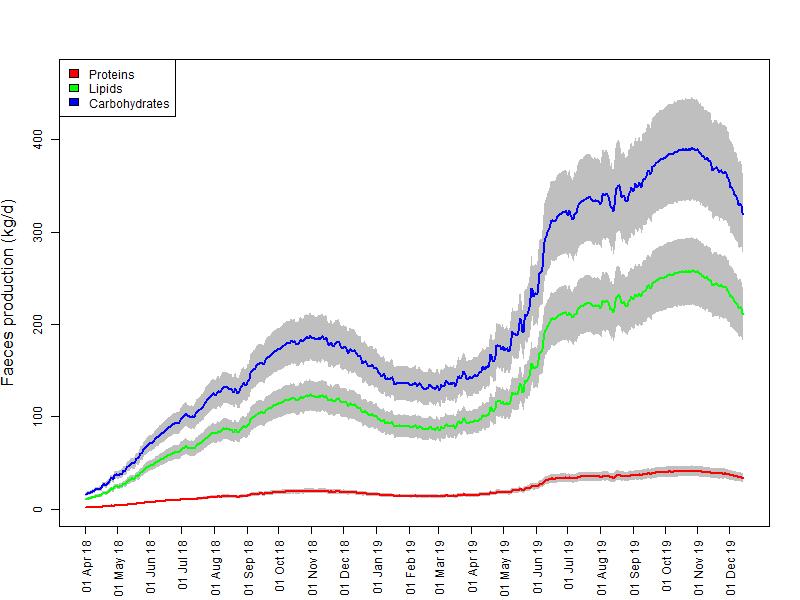 Proteins
Lipids
Carbohydrates
Faeces production (kg/d)
400
300
200
100
0
01 Apr 18
01 May 18
01 Jun 18
01 Jul 18
01 Aug 18
01 Sep 18
01 Oct 18
01 Nov 18
01 Dec 18
01 Jan 19
01 Feb 19
01 Mar 19
01 Apr 19
01 May 19
01 Jun 19
01 Jul 19
01 Aug 19
01 Sep 19
01 Oct 19
01 Nov 19
01 Dec 19